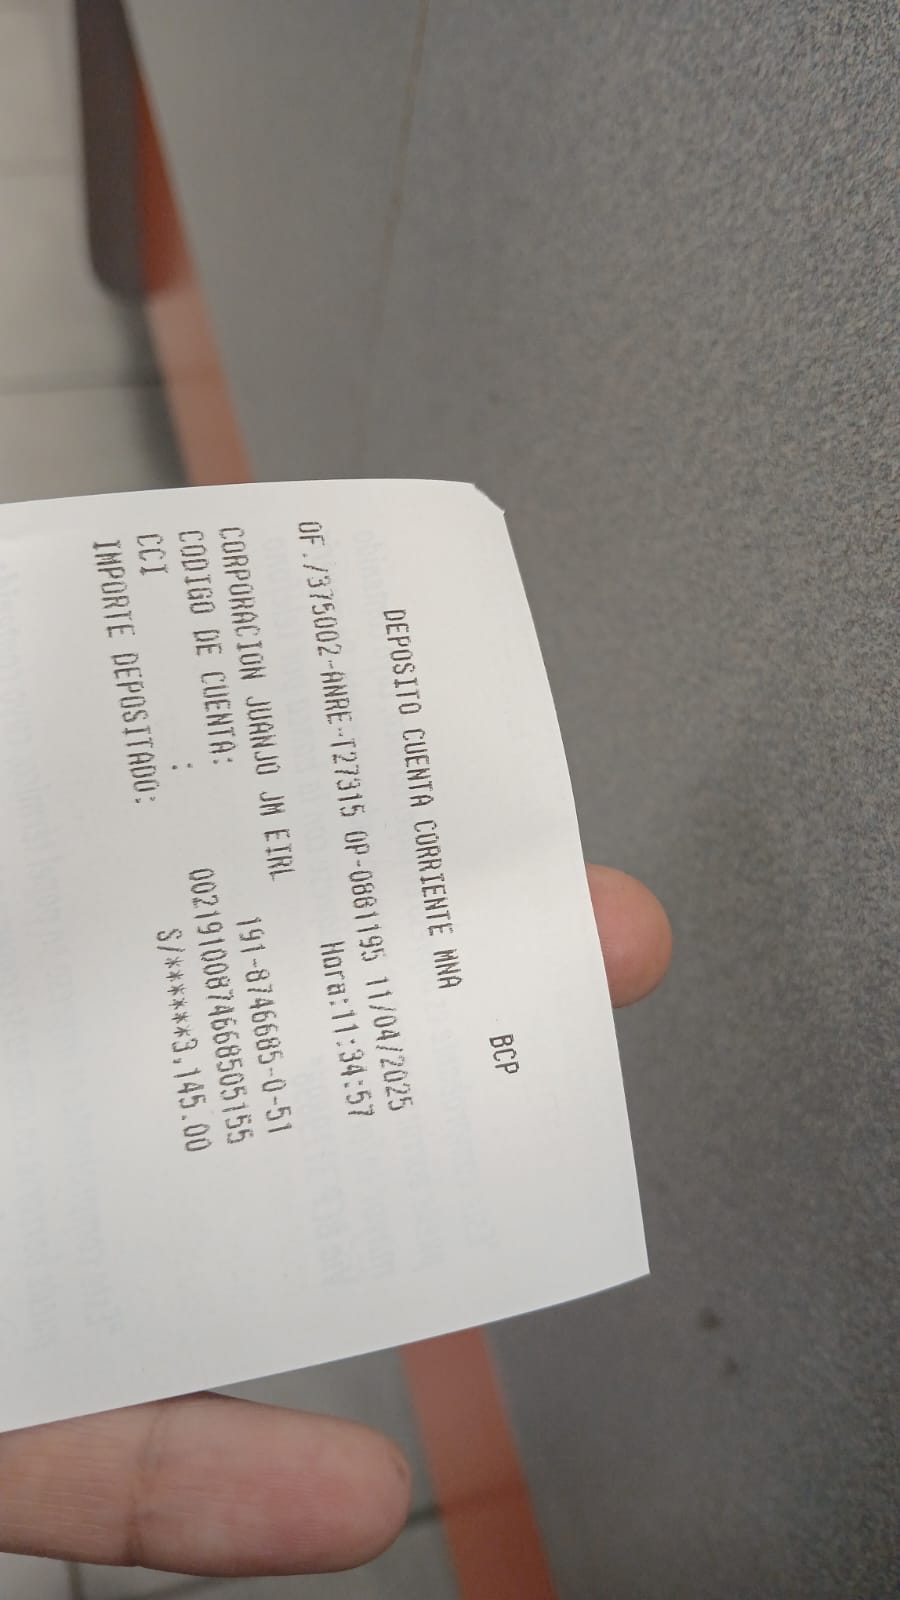 BCP
DEPOSITO CUENTA CORRIENTE MNA
OF./375002-ANRE-T27315 OP-0881195 11/04/2025
Hora:11:34:57
CORPORACION JUANJO JM EIRL
CODIGO DE CUENTA: 191-8746685-0-51
CCI : 00219100874668505155
IMPORTE DEPOSITADO: S/******3,145.00